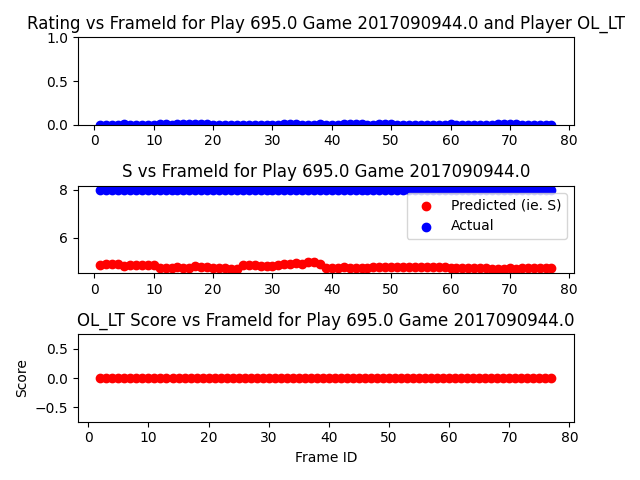 Rating vs FrameId for Play 695.0 Game 2017090944.0 and Player OL_LT
1.0
0.5
0.0
0 10 20 30 40 50 60 70 80
S vs FrameId for Play 695.0 Game 2017090944.0
8
6
Predicted (ie. S)
Actual
0 10 20 30 40 50 60 70 80
OL_LT Score vs FrameId for Play 695.0 Game 2017090944.0
Score
0.5
0.0
−0.5
0 10 20 30 40 50 60 70 80
Frame ID